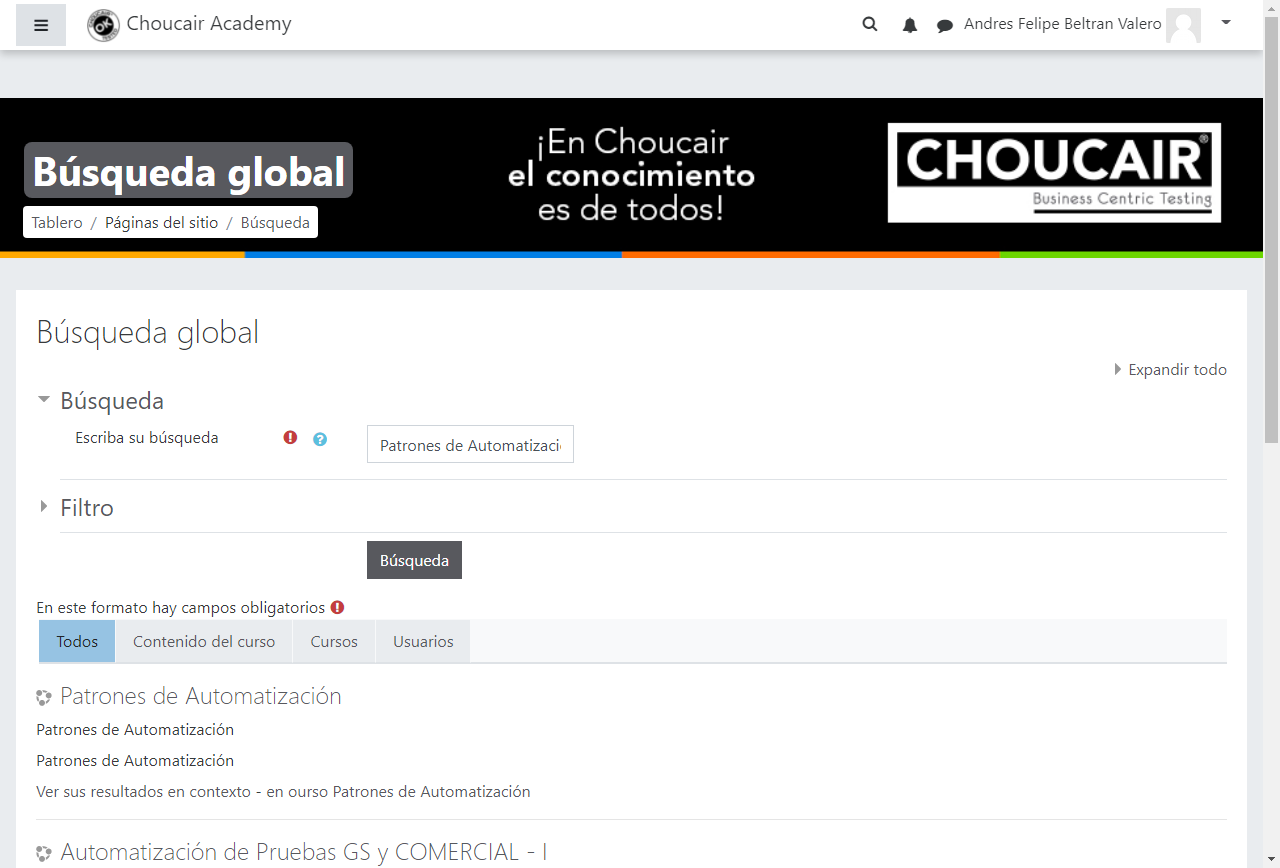 Choucair Academy
Andres Felipe Beltran Valero
Búsqueda global
Tablero / Páginas del sitio / Búsqueda
¡En Choucair
el conocimiento
es de todos!
CHOUCAIR®
Business Centric Testing
Búsqueda global
Expandir todo
Búsqueda
Escriba su búsqueda
Patrones de Automatizaci
Filtro
Búsqueda
En este formato hay campos obligatorios
Todos Contenido del curso Cursos Usuarios
Patrones de Automatización
Patrones de Automatización
Patrones de Automatización
Ver sus resultados en contexto - en ourso Patrones de Automatización
Automatización de Pruebas GS y COMERCIAL - I